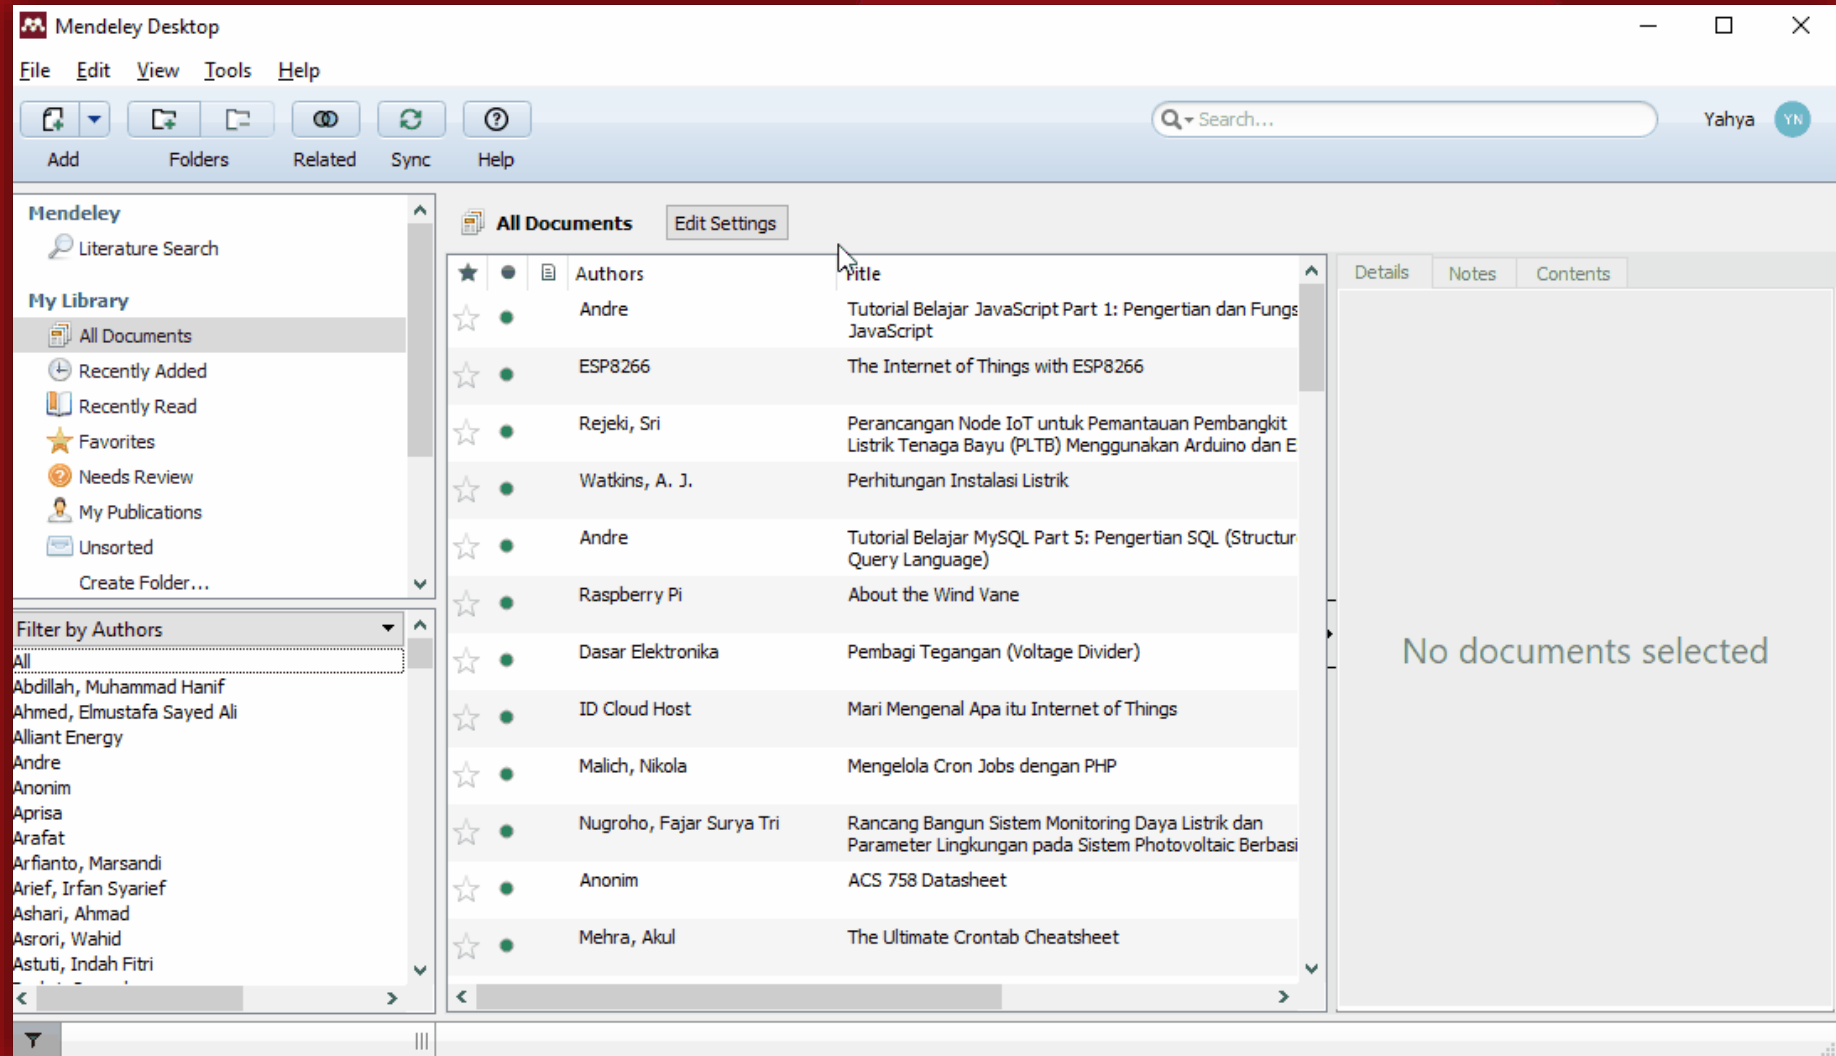 Mendeley Desktop
File Edit View Tools Help
Search...
Yahya YN
Add Folders Related Sync Help
Mendeley
Literature Search
My Library
All Documents
Recently Added
Recently Read
Favorites
Needs Review
My Publications
Unsorted
Create Folder...
Filter by Authors
All
Abdillah, Muhammad Hanif
Ahmed, Elmustafa Sayed Ali
Alliant Energy
Andre
Anonim
Aprisa
Arafat
Arfianto, Marsandi
Arief, Irfan Syarief
Ashari, Ahmad
Asrori, Wahid
Astuti, Indah Fitri
All Documents Edit Settings
Authors Title
Andre Tutorial Belajar JavaScript Part 1: Pengertian dan Fungs
JavaScript
ESP8266 The Internet of Things with ESP8266
Rejeki, Sri Perancangan Node IoT untuk Pemantauan Pembangkit
Listrik Tenaga Bayu (PLTB) Menggunakan Arduino dan E
Watkins, A. J. Perhitungan Instalasi Listrik
Andre Tutorial Belajar MySQL Part 5: Pengertian SQL (Structur
Query Language)
Raspberry Pi About the Wind Vane
Dasar Elektronika Pembagi Tegangan (Voltage Divider)
ID Cloud Host Mari Mengenal Apa itu Internet of Things
Malich, Nikola Mengelola Cron Jobs dengan PHP
Nugroho, Fajar Surya Tri Rancang Bangun Sistem Monitoring Daya Listrik dan
Parameter Lingkungan pada Sistem Photovoltaic Berbasi
Anonim ACS 758 Datasheet
Mehra, Akul The Ultimate Crontab Cheatsheet
Details Notes Contents
No documents selected